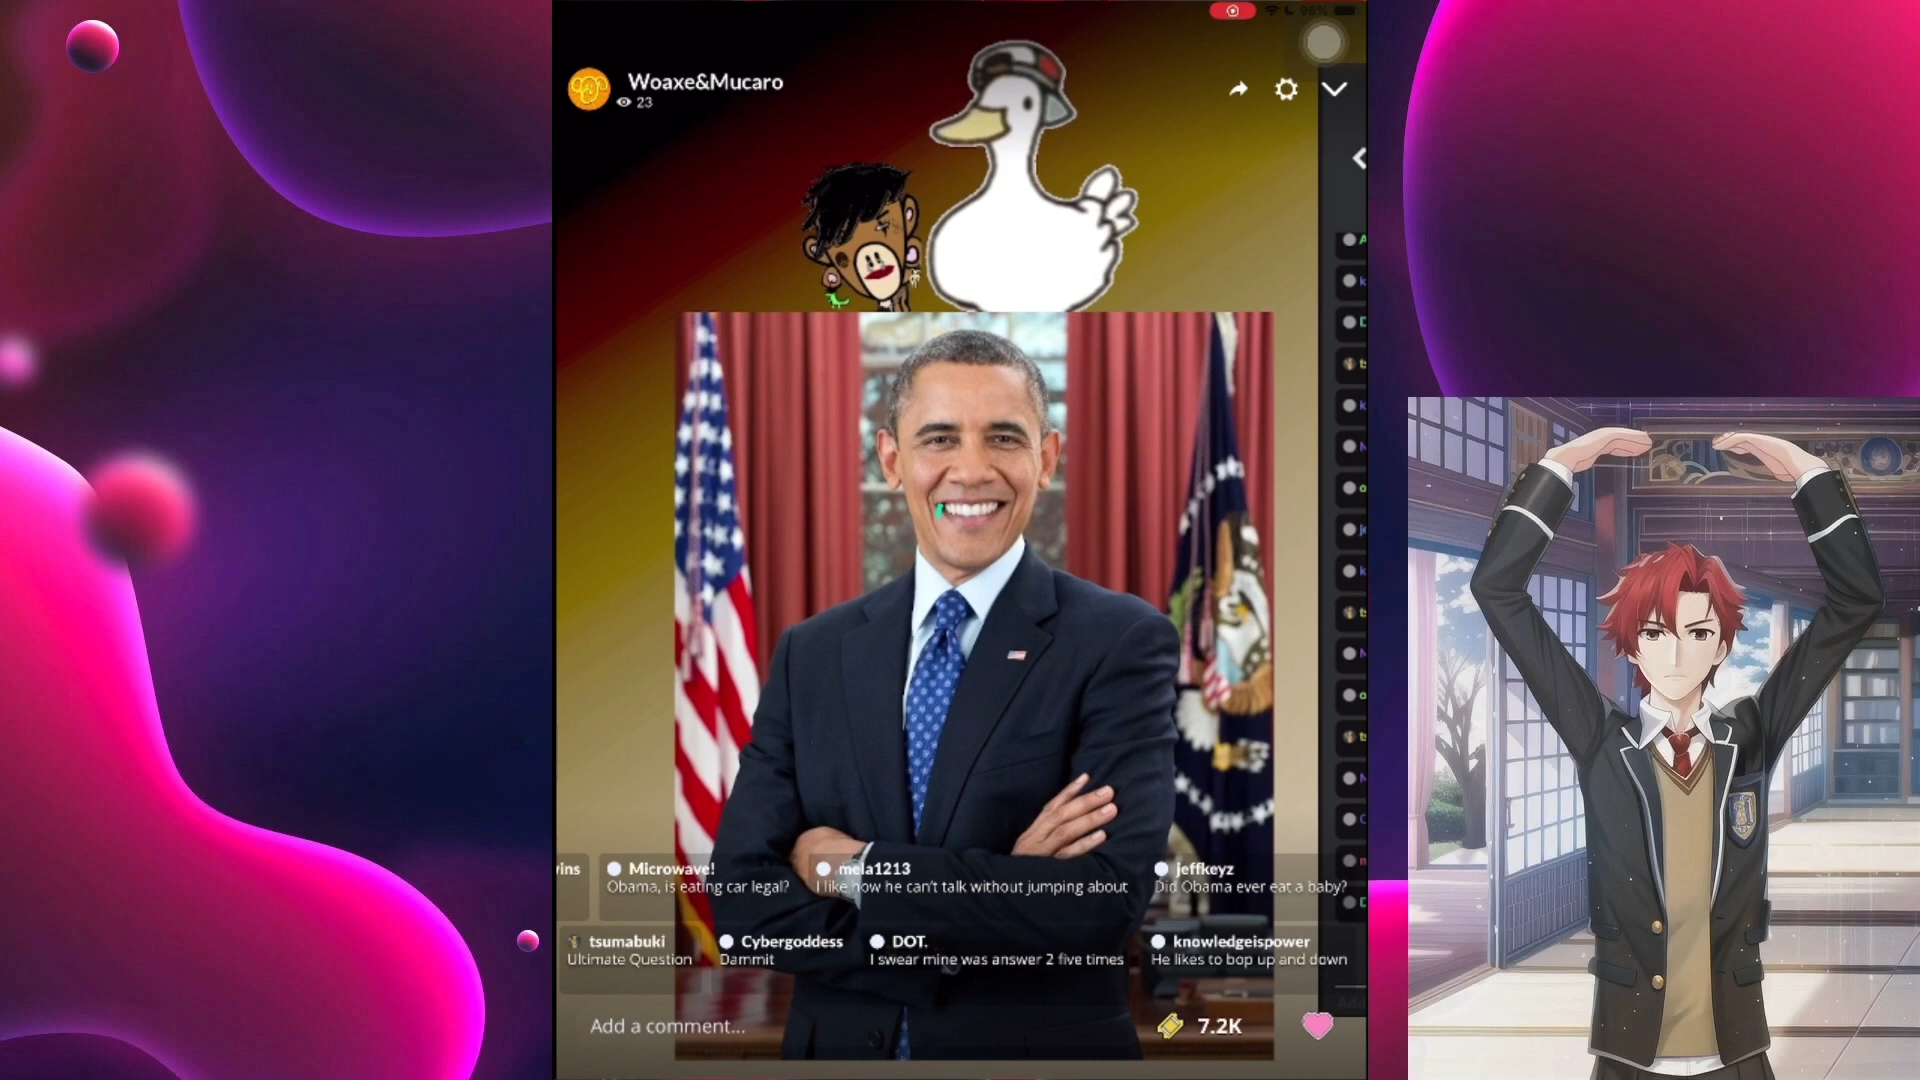 96%
Woaxe&Mucaro
23
vins
Microwave!
mela1213
jeffkeyz
Obama, is eating car legal?
I like how he can't talk without jumping about
Did Obama ever eat a baby?
tsumabuki
Cybergoddess
DOT.
knowledgeispower
Ultimate Question
Dammit
I swear mine was answer 2 five times
He likes to bop up and down
Add a comment...
7.2K